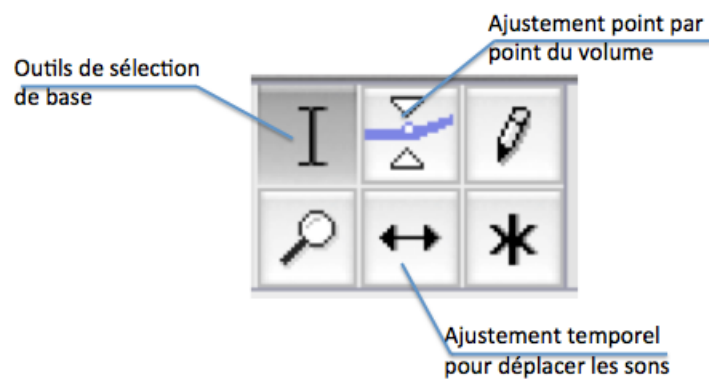 Ajustement point par
point du volume
Outils de sélection
de base
Ajustement temporel
pour déplacer les sons